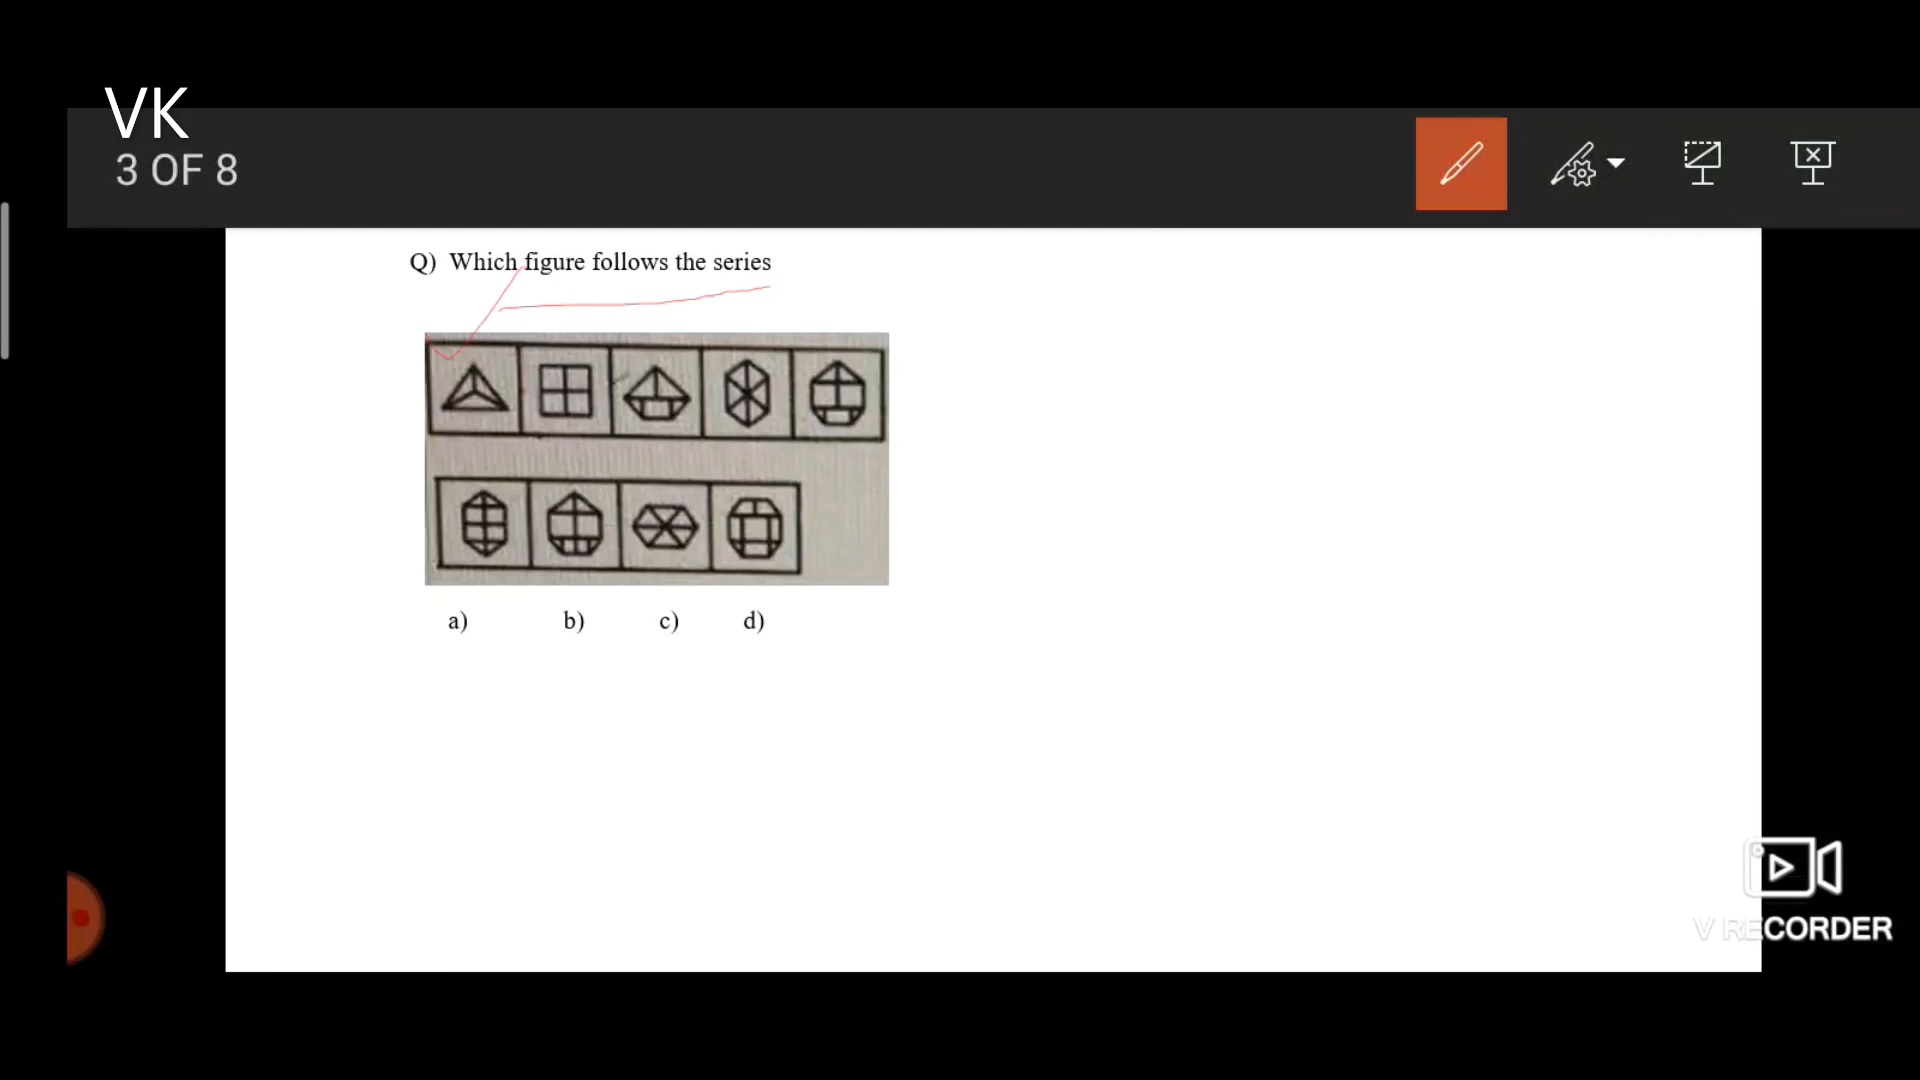 VK
3 OF 8
Q) Which figure follows the series
a) b) c) d)
V RECORDER